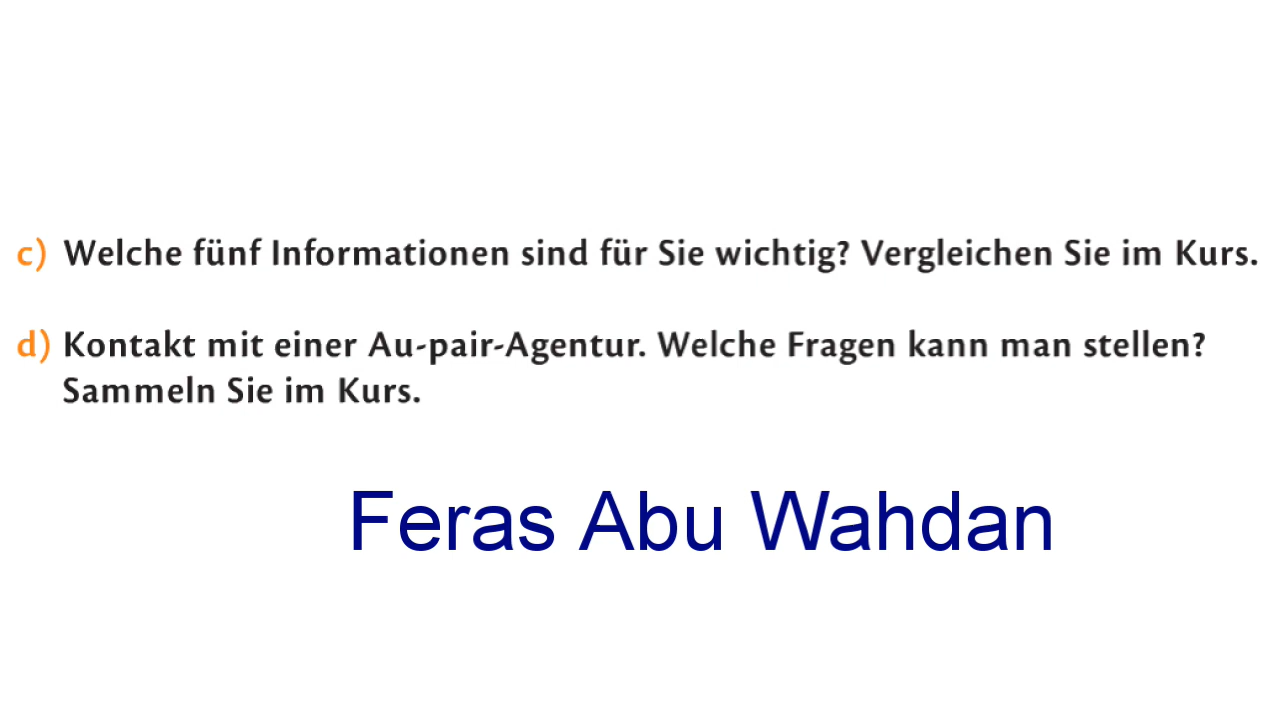 c) Welche fünf Informationen sind für Sie wichtig? Vergleichen Sie im Kurs.
d) Kontakt mit einer Au-pair-Agentur. Welche Fragen kann man stellen?
Sammeln Sie im Kurs.
Feras Abu Wahdan